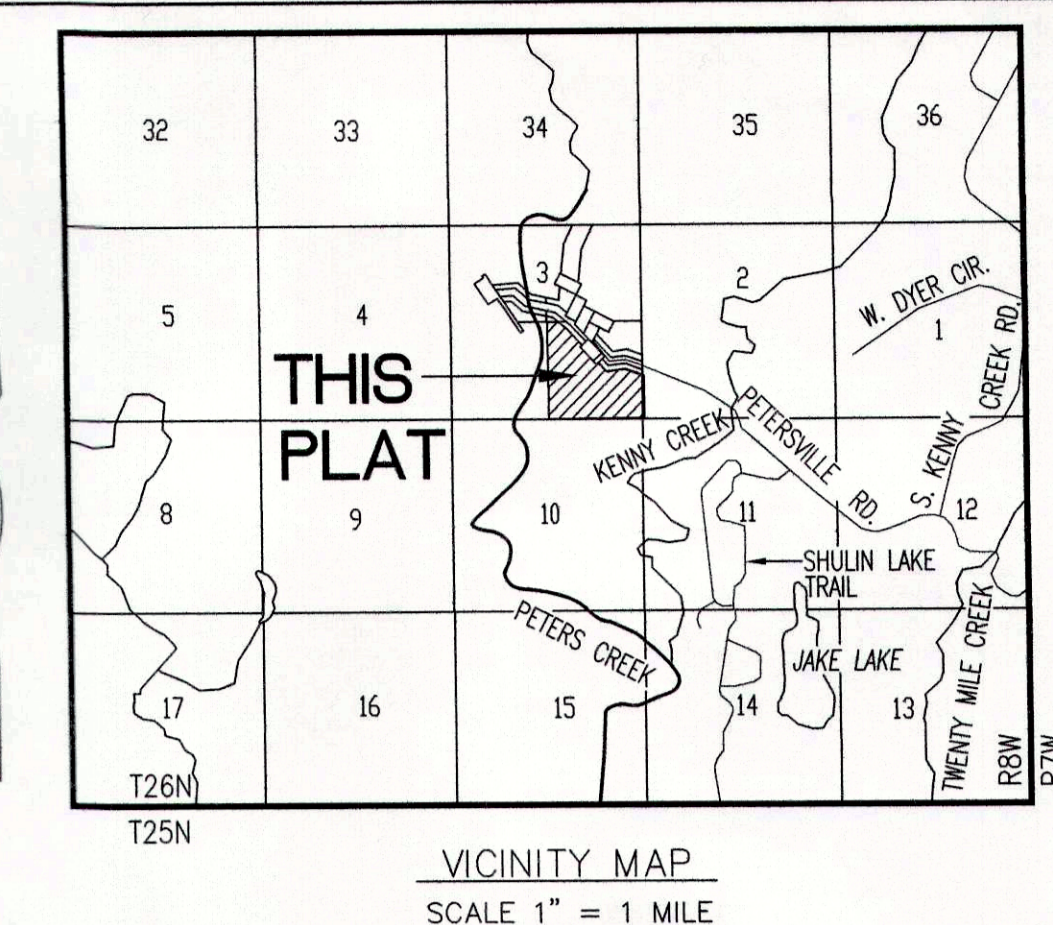 32 33 34 35 36
5 4 3 2 1
W. DYER CIR.
THIS
PLAT
KENNY CREEK
PETERSVILLE RD.
S. KENNY CREEK RD.
8 9 10 11 12
SHULIN LAKE
TRAIL
PETERS CREEK
JAKE LAKE
TWENTY MILE CREEK
17 16 15 14 13
T26N
T25N
R8W
R7W
VICINITY MAP
SCALE 1" = 1 MILE